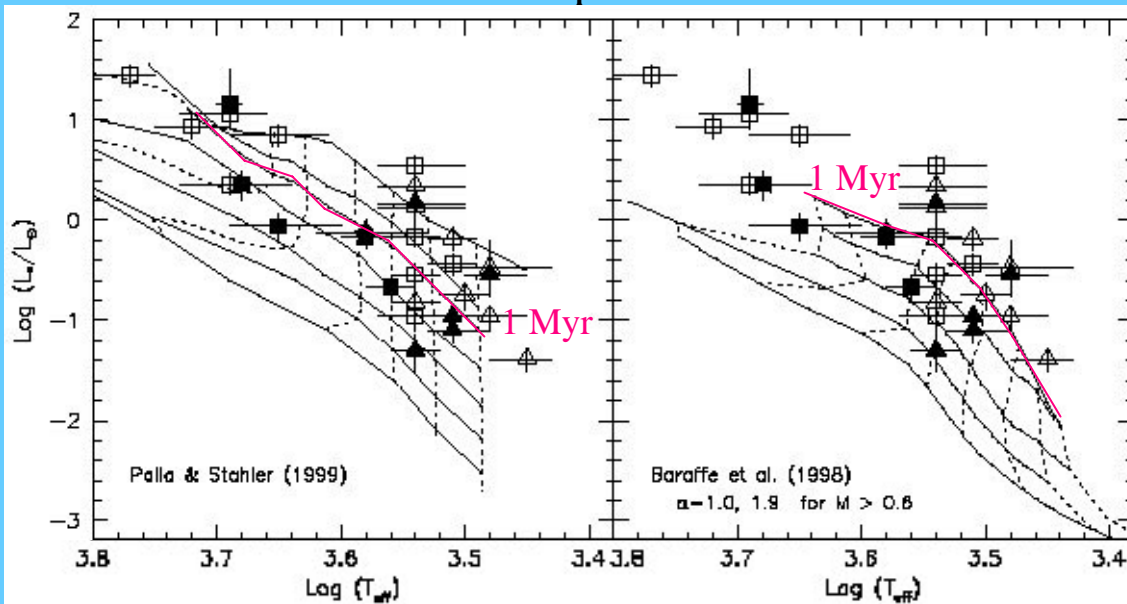 2
1
0
−1
−2
−3
Log (L*/L⊙)
1 Myr
Palla & Stahler (1999)
3.8
3.7
3.6
3.5
3.4
Log (Teff)
1 Myr
Baraffe et al. (1998)
α=1.0, 1.9 for M > 0.6
3.8
3.7
3.6
3.5
3.4
Log (Teff)